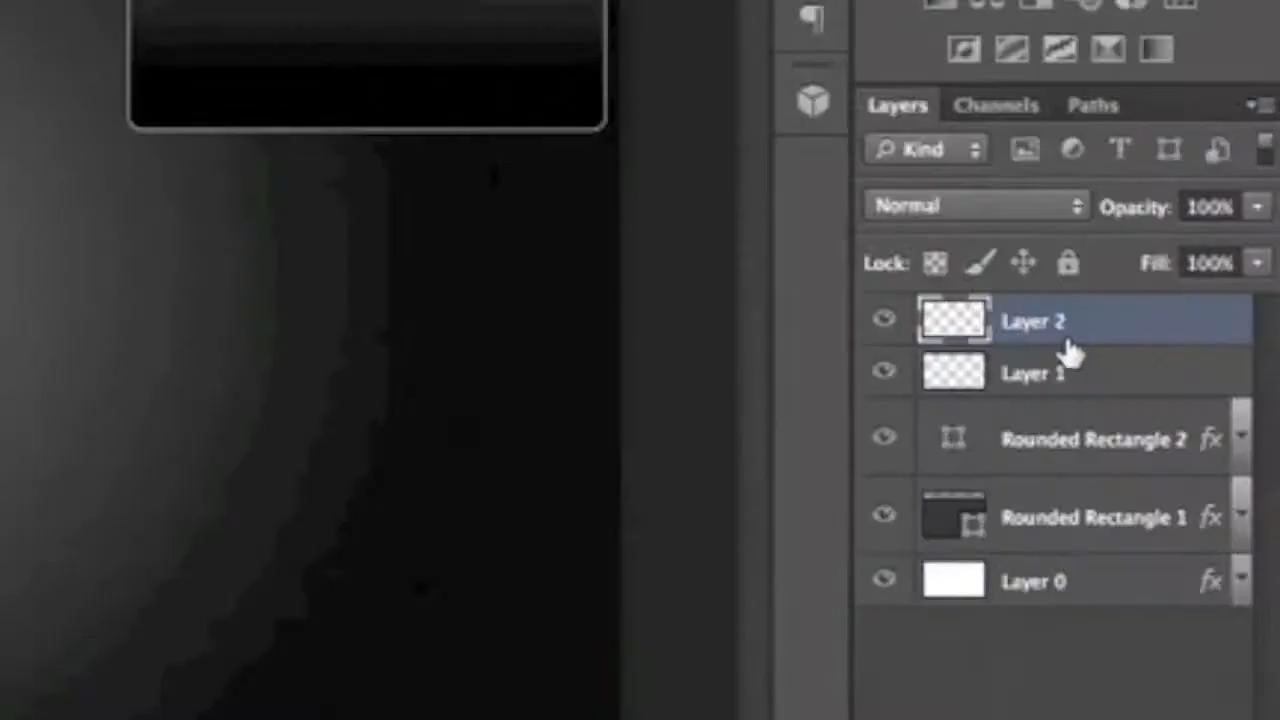 Layers Channels Paths
Kind T
Normal Opacity: 100%
Lock: Fill: 100%
Layer 2
Layer 1
Rounded Rectangle 2 fx
Rounded Rectangle 1 fx
Layer 0 fx